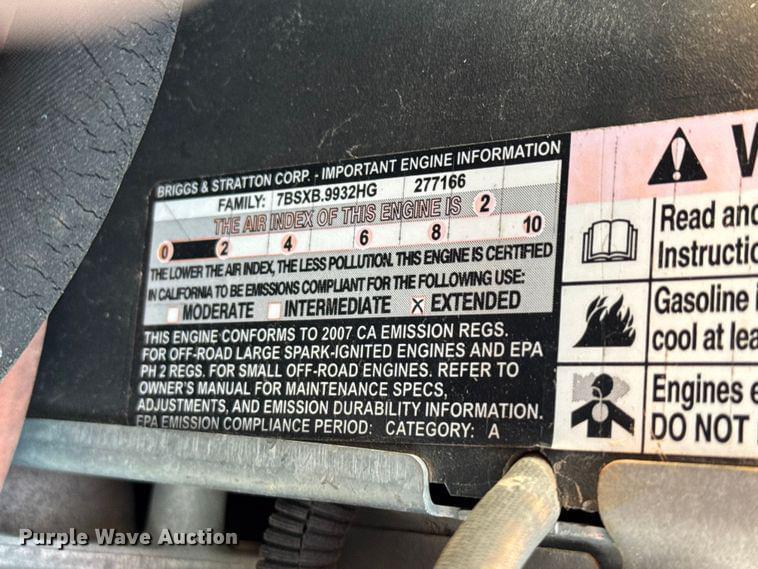 BRIGGS & STRATTON CORP. - IMPORTANT ENGINE INFORMATION
FAMILY: 7BSXB.9932HG 277166
THE AIR INDEX OF THIS ENGINE IS 2
0 2 4 6 8 10
THE LOWER THE AIR INDEX, THE LESS POLLUTION. THIS ENGINE IS CERTIFIED
IN CALIFORNIA TO BE EMISSIONS COMPLIANT FOR THE FOLLOWING USE:
MODERATE INTERMEDIATE X EXTENDED
THIS ENGINE CONFORMS TO 2007 CA EMISSION REGS.
FOR OFF-ROAD LARGE SPARK-IGNITED ENGINES AND EPA
PH 2 REGS. FOR SMALL OFF-ROAD ENGINES. REFER TO
OWNER'S MANUAL FOR MAINTENANCE SPECS,
ADJUSTMENTS, AND EMISSION DURABILITY INFORMATION.
EPA EMISSION COMPLIANCE PERIOD: CATEGORY: A
Read and
Instructio
Gasoline i
cool at lea
Engines e
DO NOT
Purple Wave Auction